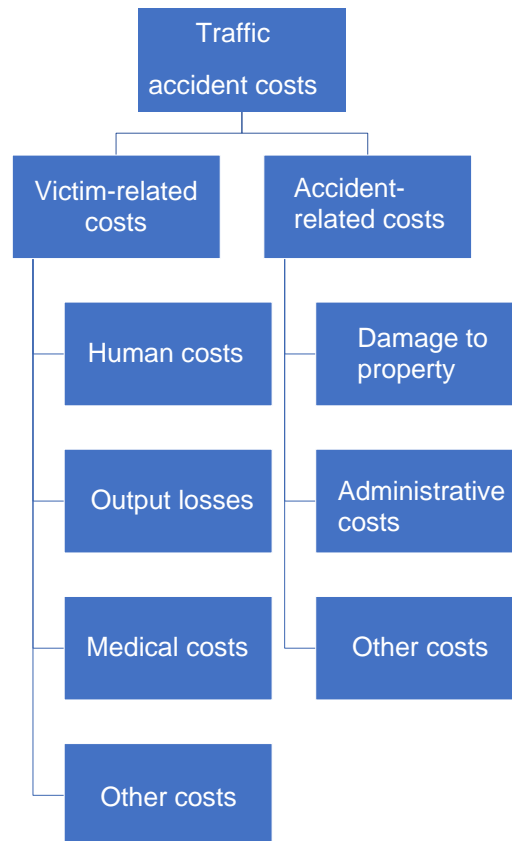 Traffic
accident costs
Victim-related
costs
Accident-
related costs
Human costs
Damage to
property
Output losses
Administrative
costs
Medical costs
Other costs
Other costs